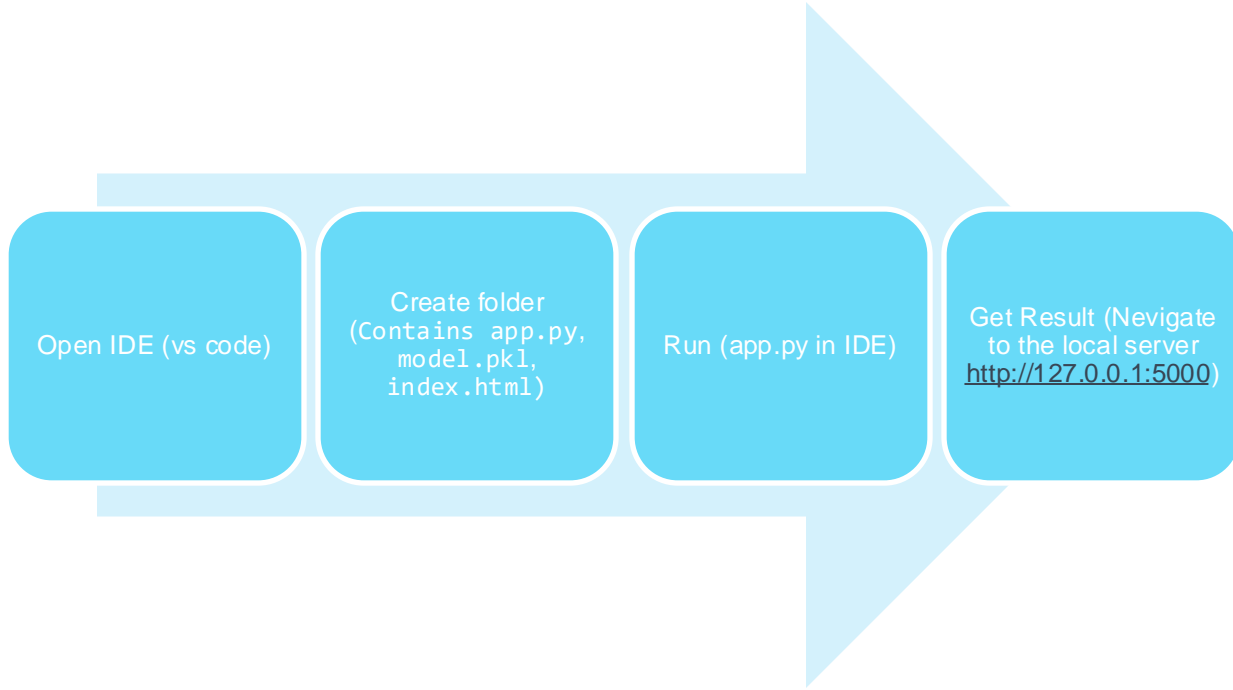 Open IDE (vs code)
Create folder
(Contains app.py,
model.pkl,
index.html)
Run (app.py in IDE)
Get Result (Nevigate
to the local server
http://127.0.0.1:5000)